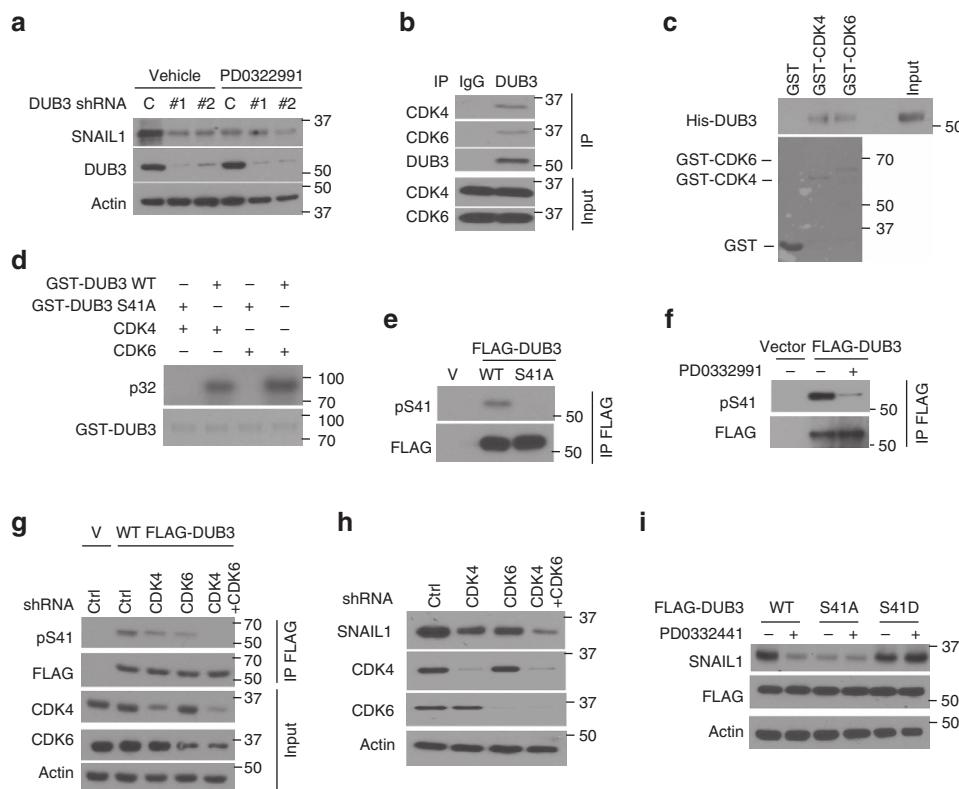 a
Vehicle PD0322991
DUB3 shRNA C #1 #2 C #1 #2
37
SNAIL1
DUB3
50
50
Actin
37
b
IP IgG DUB3
37
CDK4
37
CDK6
DUB3
50
IP
37
CDK4
37
CDK6
Input
c
GST
GST-CDK4
GST-CDK6
Input
His-DUB3
50
GST-CDK6
70
GST-CDK4
50
37
GST
d
GST-DUB3 WT – + – +
GST-DUB3 S41A + – + –
CDK4 + + – –
CDK6 – – + +
100
p32
70
100
GST-DUB3
70
e
FLAG-DUB3
V WT S41A
pS41
50
FLAG
50
IP FLAG
f
Vector FLAG-DUB3
PD0332991 – – +
pS41
50
FLAG
50
IP FLAG
g
V WT FLAG-DUB3
shRNA Ctrl Ctrl CDK4 CDK6 CDK4 +CDK6
70
pS41
50
70
FLAG
50
IP FLAG
37
CDK4
CDK6
37
50
Actin
Input
h
shRNA Ctrl CDK4 CDK6 CDK4 +CDK6
37
SNAIL1
37
CDK4
37
CDK6
50
Actin
i
FLAG-DUB3 WT S41A S41D
PD0332441 – + – + – +
37
SNAIL1
FLAG
50
50
Actin